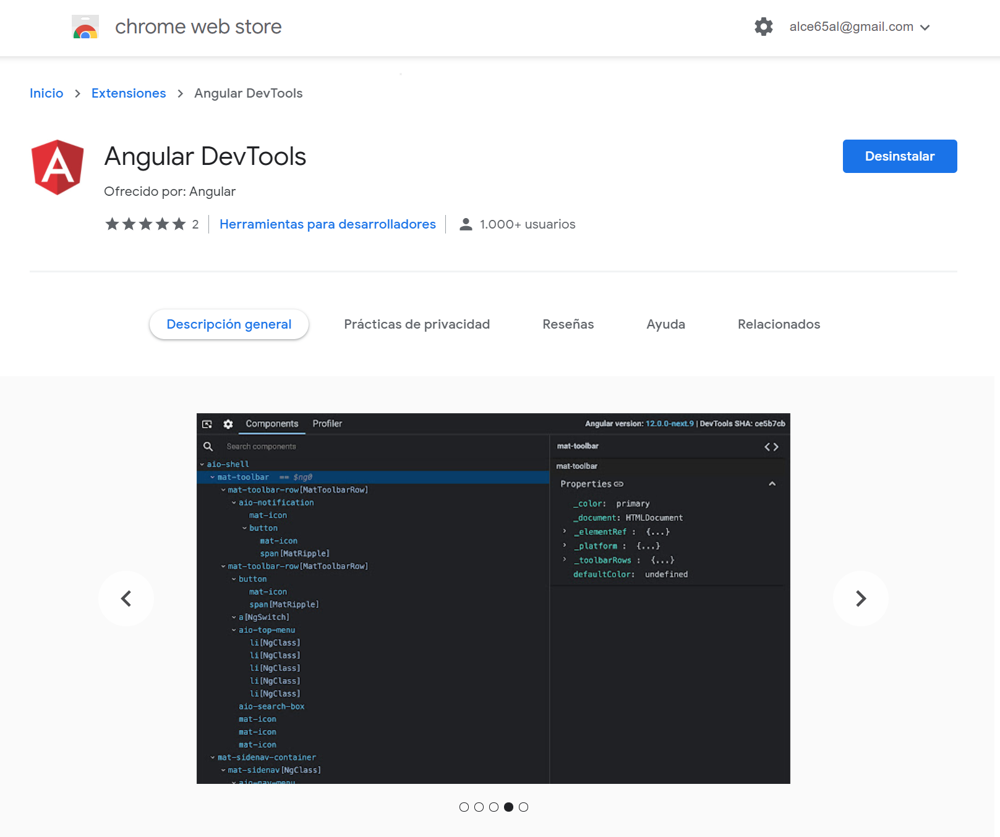 chrome web store
alce65al@gmail.com
Inicio > Extensiones > Angular DevTools
Angular DevTools
Desinstalar
Ofrecido por: Angular
2 Herramientas para desarrolladores 1.000+ usuarios
Descripción general Prácticas de privacidad Reseñas Ayuda Relacionados
Components Profiler Angular version: 12.0.0-next.9 | DevTools SHA: ce5b7cb
Search components
aio-shell
mat-toolbar == $ng0
mat-toolbar-row[MatToolbarRow]
aio-notification
mat-icon
button
mat-icon
span[MatRipple]
mat-toolbar-row[MatToolbarRow]
button
mat-icon
span[MatRipple]
a[NgSwitch]
aio-top-menu
li[NgClass]
li[NgClass]
li[NgClass]
li[NgClass]
li[NgClass]
aio-search-box
mat-icon
mat-icon
mat-icon
mat-sidenav-container
mat-sidenav[NgClass]
aio-nav-menu
mat-toolbar <>
mat-toolbar
Properties
_color: primary
_document: HTMLDocument
_elementRef : {...}
_platform : {...}
_toolbarRows : {...}
defaultColor: undefined